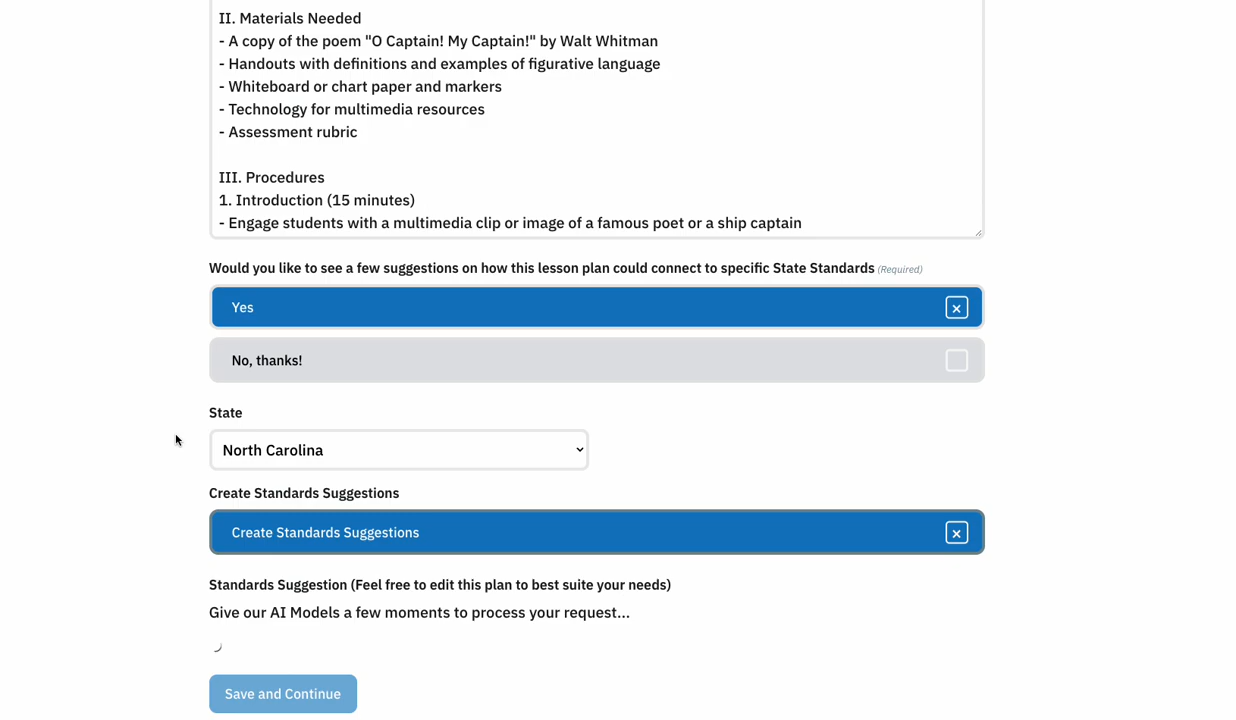 II. Materials Needed
- A copy of the poem "O Captain! My Captain!" by Walt Whitman
- Handouts with definitions and examples of figurative language
- Whiteboard or chart paper and markers
- Technology for multimedia resources
- Assessment rubric
III. Procedures
1. Introduction (15 minutes)
- Engage students with a multimedia clip or image of a famous poet or a ship captain
Would you like to see a few suggestions on how this lesson plan could connect to specific State Standards (Required)
Yes
No, thanks!
State
North Carolina
Create Standards Suggestions
Create Standards Suggestions
Standards Suggestion (Feel free to edit this plan to best suite your needs)
Give our AI Models a few moments to process your request...
Save and Continue